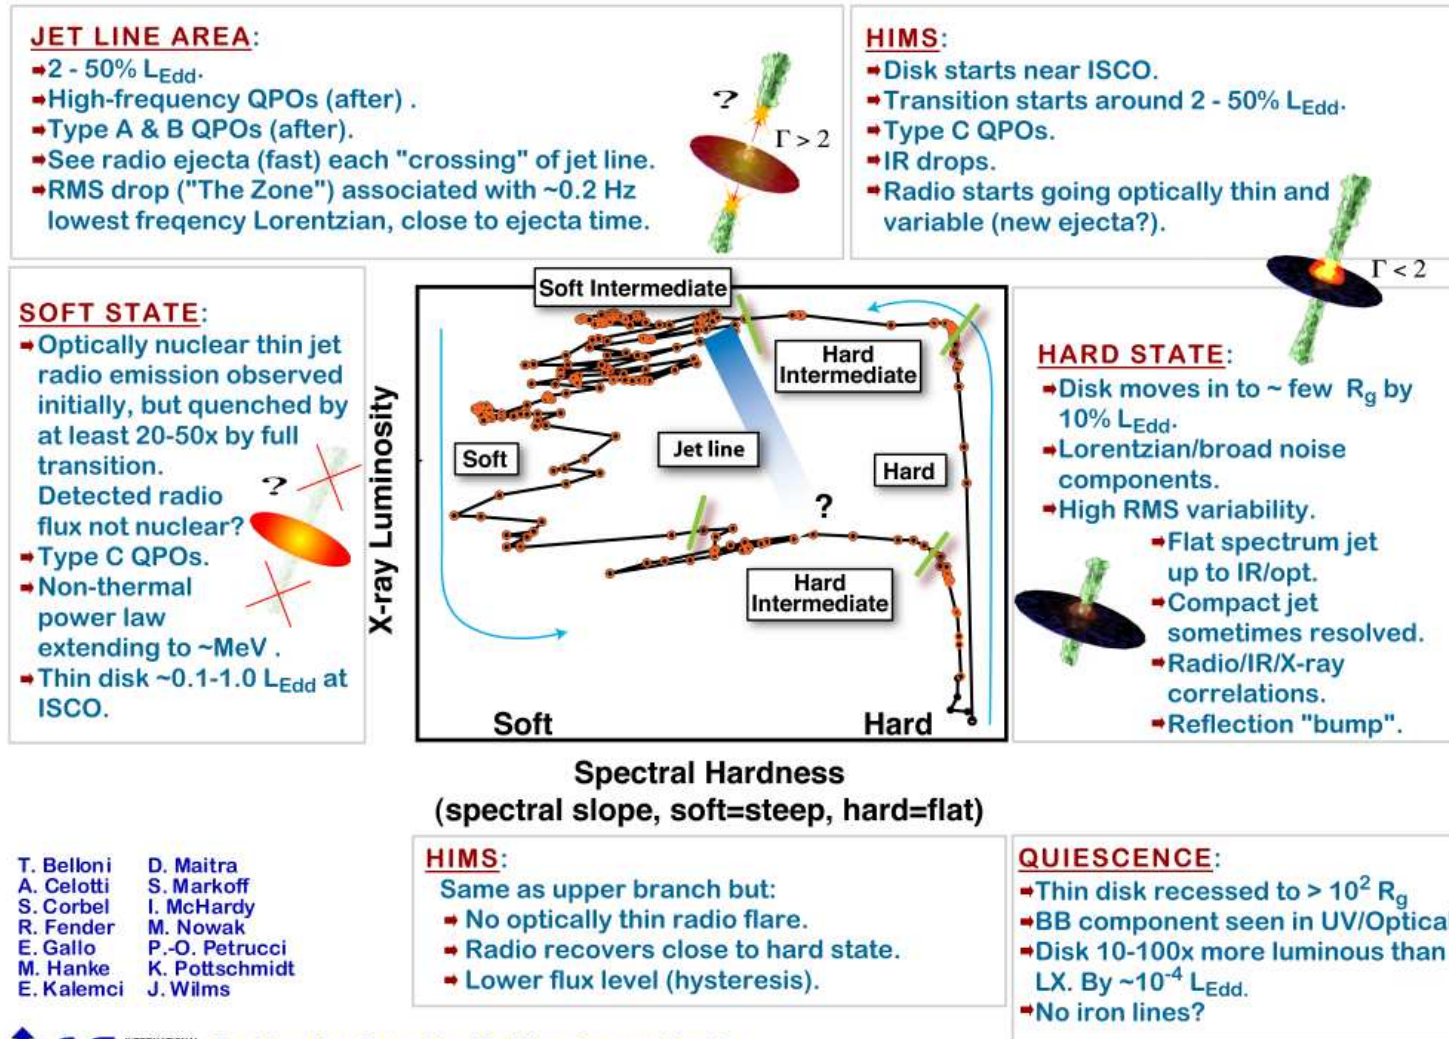 JET LINE AREA:
➡2 - 50% L_Edd.
➡High-frequency QPOs (after) .
➡Type A & B QPOs (after).
➡See radio ejecta (fast) each "crossing" of jet line.
➡RMS drop ("The Zone") associated with ~0.2 Hz
lowest freqency Lorentzian, close to ejecta time.
?
Γ > 2
HIMS:
➡Disk starts near ISCO.
➡Transition starts around 2 - 50% L_Edd.
➡Type C QPOs.
➡IR drops.
➡Radio starts going optically thin and
variable (new ejecta?).
Γ < 2
SOFT STATE:
➡Optically nuclear thin jet
radio emission observed
initially, but quenched by
at least 20-50x by full
transition.
Detected radio
flux not nuclear?
➡Type C QPOs.
➡Non-thermal
power law
extending to ~MeV .
➡Thin disk ~0.1-1.0 L_Edd at
ISCO.
?
X-ray Luminosity
Soft Intermediate
Hard
Intermediate
Soft
Jet line
Hard
?
Hard
Intermediate
Soft
Hard
Spectral Hardness
(spectral slope, soft=steep, hard=flat)
HARD STATE:
➡Disk moves in to ~ few R_g by
10% L_Edd.
➡Lorentzian/broad noise
components.
➡High RMS variability.
➡Flat spectrum jet
up to IR/opt.
➡Compact jet
sometimes resolved.
➡Radio/IR/X-ray
correlations.
➡Reflection "bump".
T. Belloni
A. Celotti
S. Corbel
R. Fender
E. Gallo
M. Hanke
E. Kalemci
D. Maitra
S. Markoff
I. McHardy
M. Nowak
P.-O. Petrucci
K. Pottschmidt
J. Wilms
HIMS:
Same as upper branch but:
➡ No optically thin radio flare.
➡ Radio recovers close to hard state.
➡ Lower flux level (hysteresis).
QUIESCENCE:
➡Thin disk recessed to > 10² R_g
➡BB component seen in UV/Optical
➡Disk 10-100x more luminous than
LX. By ~10⁻⁴ L_Edd.
➡No iron lines?